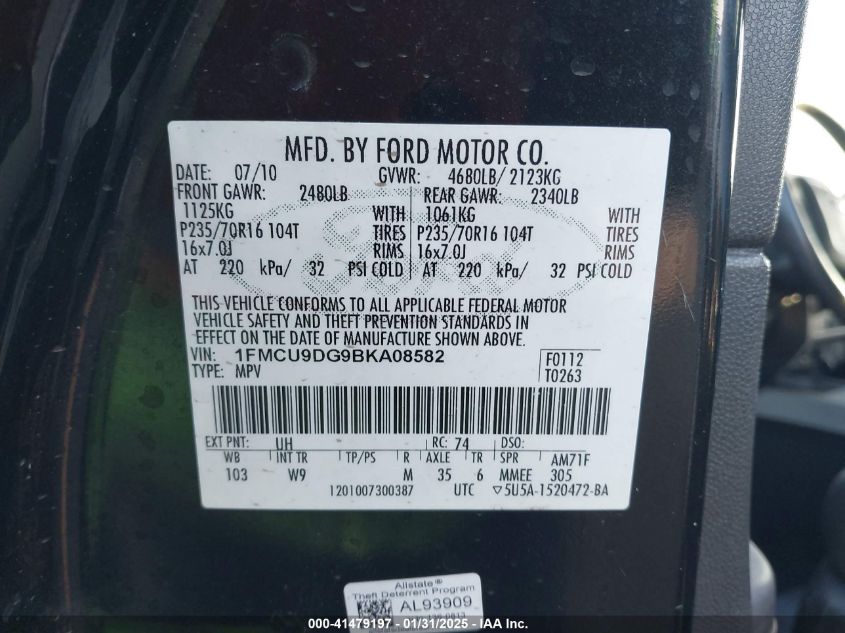 MFD. BY FORD MOTOR CO.
DATE: 07/10 GVWR: 4680LB/ 2123KG
FRONT GAWR: 2480LB REAR GAWR: 2340LB
1125KG WITH 1061KG WITH
P235/70R16 104T TIRES P235/70R16 104T TIRES
16x7.0J RIMS 16x7.0J RIMS
AT 220 kPa/ 32 PSI COLD AT 220 kPa/ 32 PSI COLD
THIS VEHICLE CONFORMS TO ALL APPLICABLE FEDERAL MOTOR
VEHICLE SAFETY AND THEFT PREVENTION STANDARDS IN
EFFECT ON THE DATE OF MANUFACTURE SHOWN ABOVE.
VIN: 1FMCU9DG9BKA08582 F0112
TYPE: MPV T0263
EXT PNT: UH RC: 74 DSO:
WB INT TR TP/PS R AXLE TR SPR AM71F
103 W9 M 35 6 MMEE 305
1201007300387 UTC ▽5U5A-1520472-BA
Allstate®
Theft Deterrent Program
AL93909
000-41479197 - 01/31/2025 - IAA Inc.